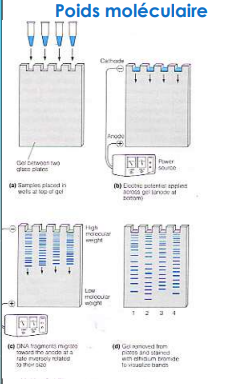 Poids moléculaire
Cathode
Anode
Power
source
Gel between two
glass plates
(a) Samples placed in
wells at top of gel
(b) Electric potential applied
across gel (anode at
bottom)
High
molecular
weight
Low
molecular
weight
1 2 3 4
(c) DNA fragments migrate
toward the anode at a
rate inversely related
to their size
(d) Gel removed from
plates and stained
with ethidium bromide
to visualize bands